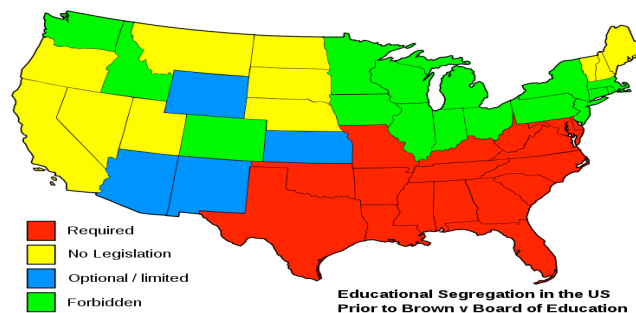 Required
No Legislation
Optional / limited
Forbidden
Educational Segregation in the US
Prior to Brown v Board of Education